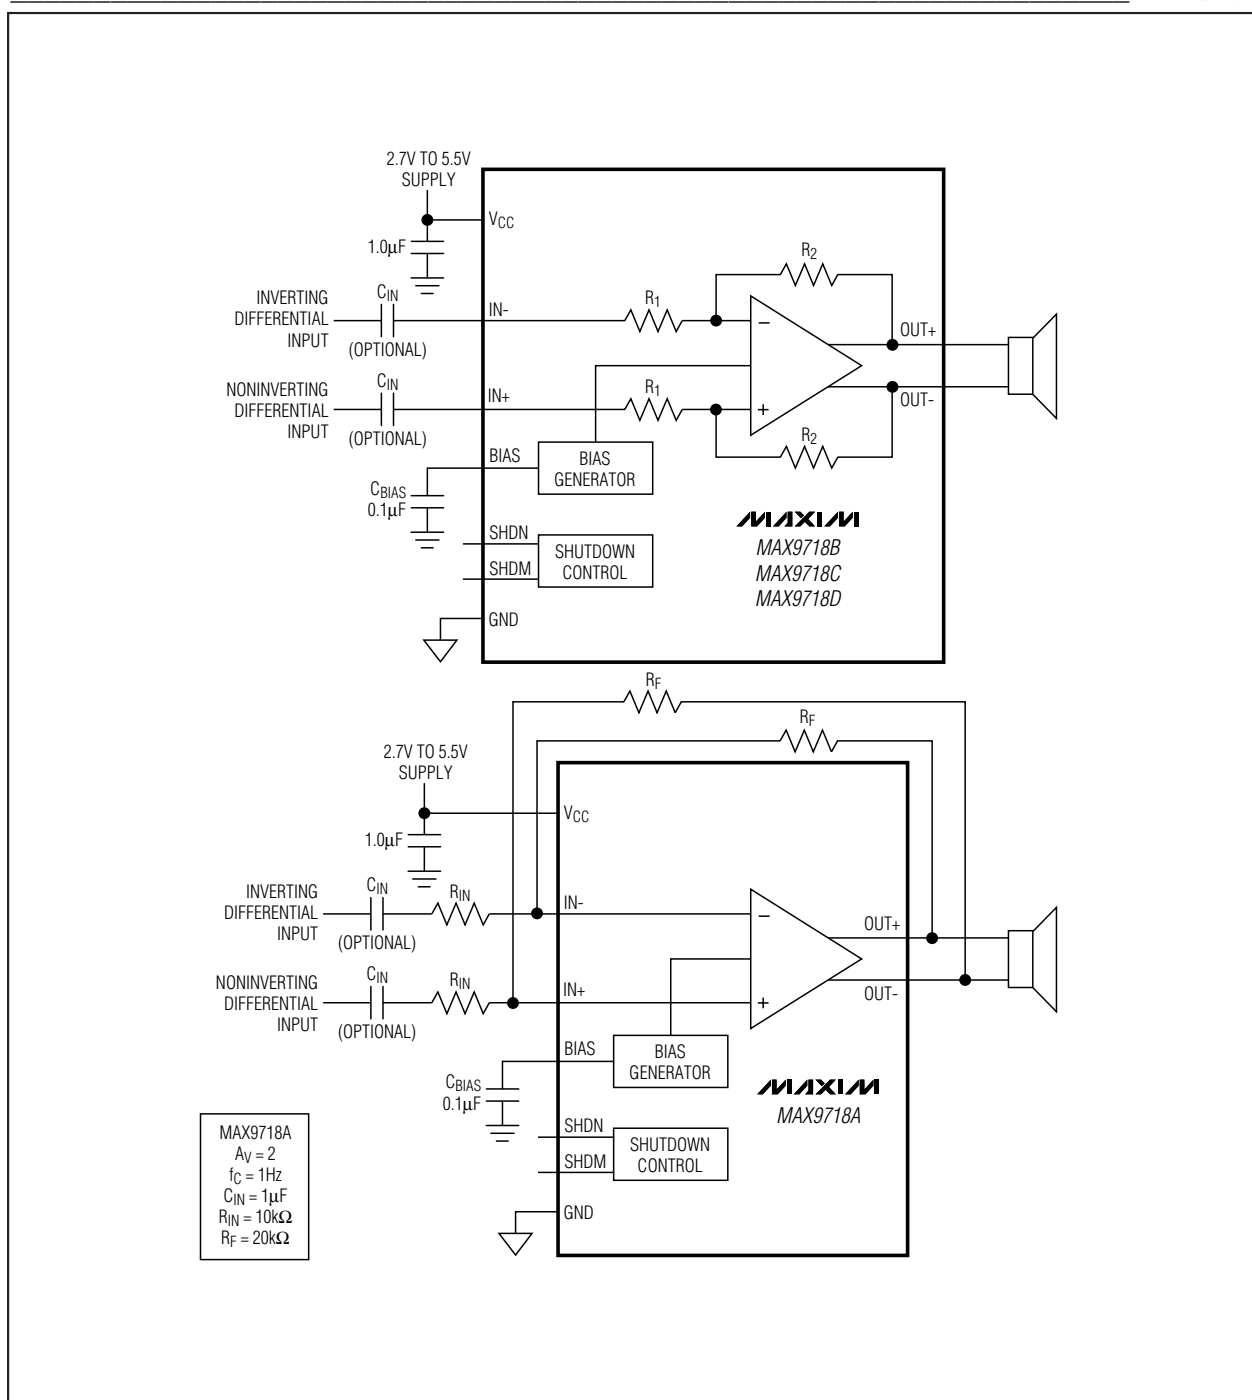 2.7V TO 5.5V
SUPPLY
VCC
1.0µF
R2
CIN
INVERTING
DIFFERENTIAL
INPUT
IN-
R1
(OPTIONAL)
−
OUT+
CIN
NONINVERTING
DIFFERENTIAL
INPUT
IN+
R1
(OPTIONAL)
+
OUT-
R2
BIAS
BIAS
GENERATOR
CBIAS
0.1µF
SHDN
SHDM
SHUTDOWN
CONTROL
MAXIM
MAX9718B
MAX9718C
MAX9718D
GND
RF
RF
2.7V TO 5.5V
SUPPLY
VCC
1.0µF
CIN
RIN
INVERTING
DIFFERENTIAL
INPUT
IN-
(OPTIONAL)
−
OUT+
CIN
RIN
NONINVERTING
DIFFERENTIAL
INPUT
IN+
(OPTIONAL)
+
OUT-
BIAS
BIAS
GENERATOR
CBIAS
0.1µF
MAXIM
MAX9718A
SHDN
SHDM
SHUTDOWN
CONTROL
GND
MAX9718A
AV = 2
fC = 1Hz
CIN = 1µF
RIN = 10kΩ
RF = 20kΩ